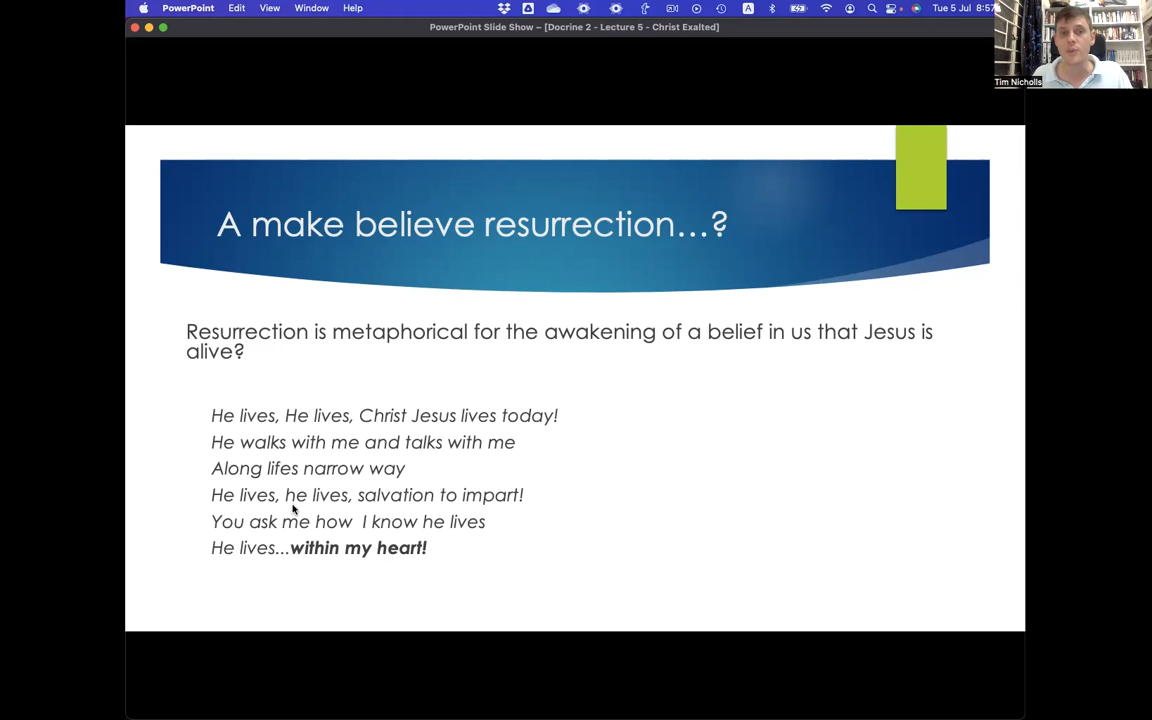 PowerPoint Edit View Window Help
A
Tue 5 Jul 8:57
PowerPoint Slide Show – [Docrine 2 - Lecture 5 - Christ Exalted]
Tim Nicholls
A make believe resurrection...?
Resurrection is metaphorical for the awakening of a belief in us that Jesus is
alive?
He lives, He lives, Christ Jesus lives today!
He walks with me and talks with me
Along lifes narrow way
He lives, he lives, salvation to impart!
You ask me how I know he lives
He lives...within my heart!